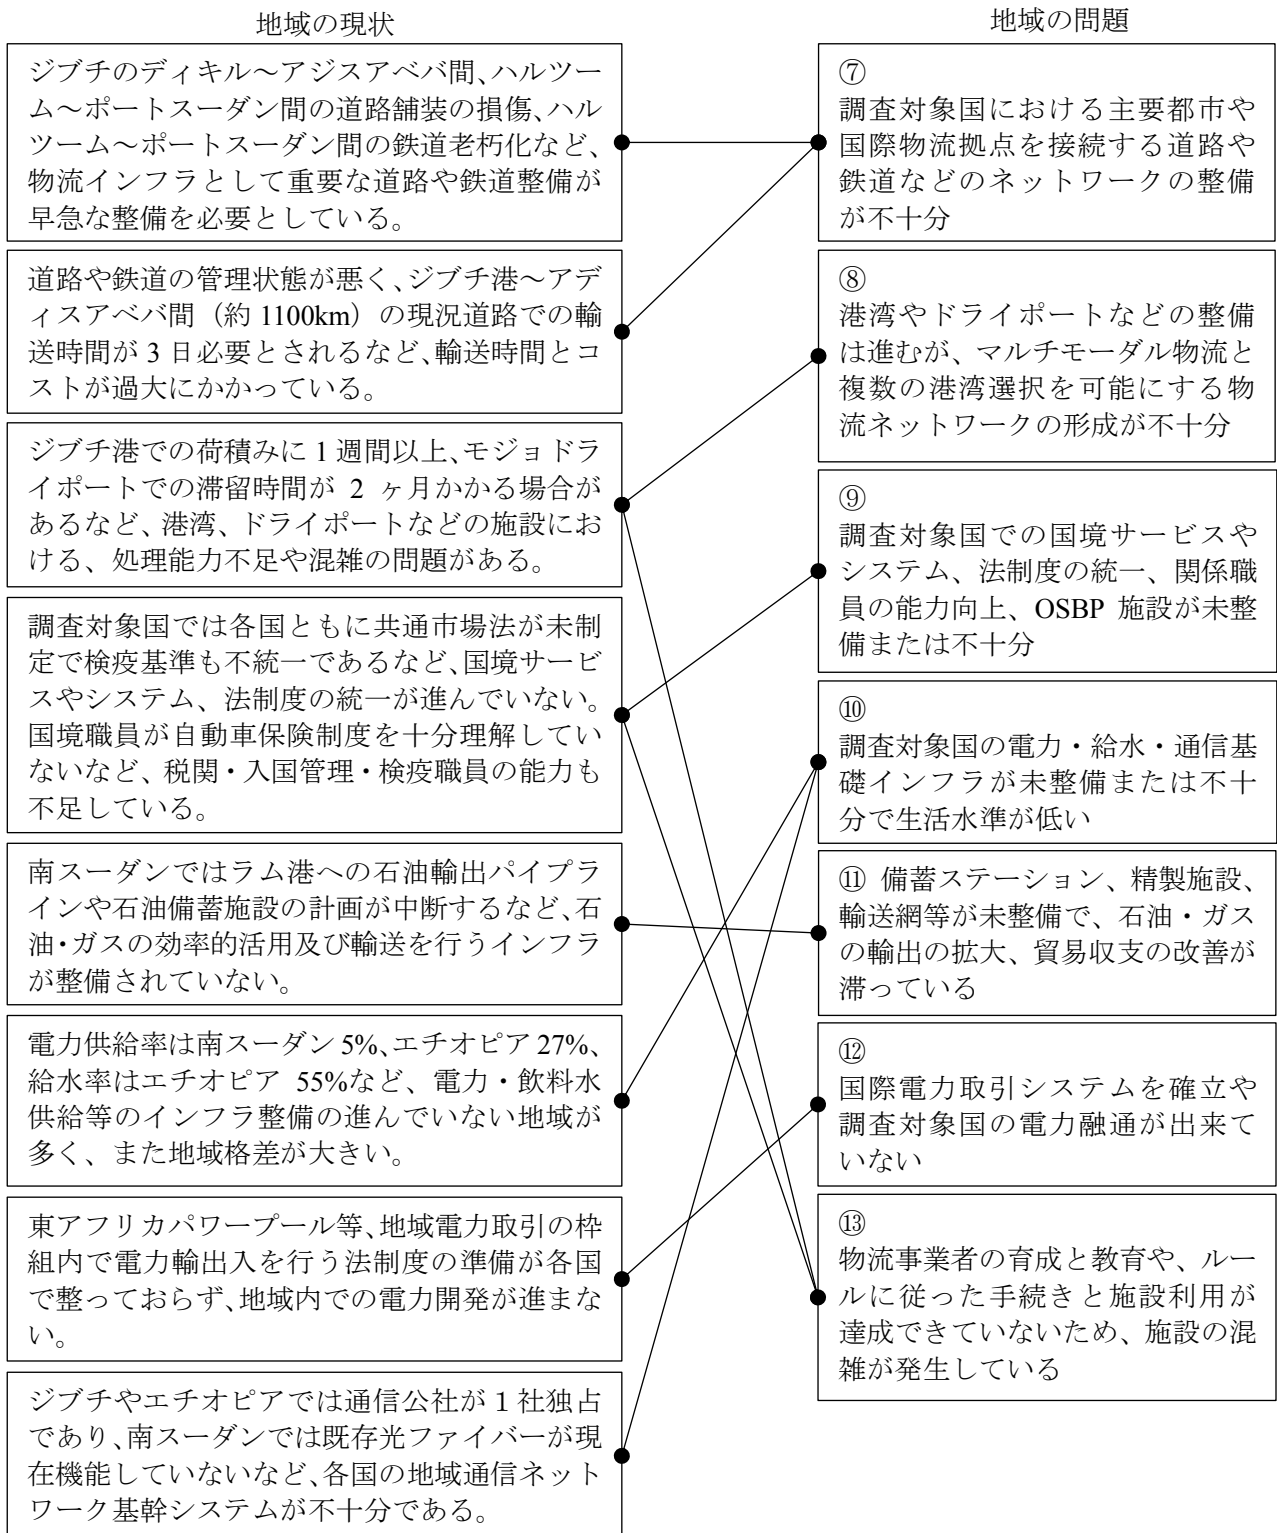 地域の現状
ジブチのディキル～アジスアベバ間、ハルツー
ム～ポートスーダン間の道路舗装の損傷、ハル
ツーム～ポートスーダン間の鉄道老朽化など、
物流インフラとして重要な道路や鉄道整備が
早急な整備を必要としている。
道路や鉄道の管理状態が悪く、ジブチ港～アデ
ィスアベバ間（約 1100km）の現況道路での輸
送時間が 3 日必要とされるなど、輸送時間とコ
ストが過大にかかっている。
ジブチ港での荷積みに 1 週間以上、モジョドラ
イポートでの滞留時間が 2 ヶ月かかる場合が
あるなど、港湾、ドライポートなどの施設にお
ける、処理能力不足や混雑の問題がある。
調査対象国では各国ともに共通市場法が未制
定で検疫基準も不統一であるなど、国境サービ
スやシステム、法制度の統一が進んでいない。
国境職員が自動車保険制度を十分理解してい
ないなど、税関・入国管理・検疫職員の能力も
不足している。
南スーダンではラム港への石油輸出パイプラ
インや石油備蓄施設の計画が中断するなど、石
油・ガスの効率的活用及び輸送を行うインフラ
が整備されていない。
電力供給率は南スーダン 5%、エチオピア 27%、
給水率はエチオピア 55%など、電力・飲料水
供給等のインフラ整備の進んでいない地域が
多く、また地域格差が大きい。
東アフリカパワープール等、地域電力取引の枠
組内で電力輸出入を行う法制度の準備が各国
で整っておらず、地域内での電力開発が進まな
い。
ジブチやエチオピアでは通信公社が 1 社独占
であり、南スーダンでは既存光ファイバーが現
在機能していないなど、各国の地域通信ネット
ワーク基幹システムが不十分である。
地域の問題
⑦
調査対象国における主要都市や
国際物流拠点を接続する道路や
鉄道などのネットワークの整備
が不十分
⑧
港湾やドライポートなどの整備
は進むが、マルチモーダル物流と
複数の港湾選択を可能にする物
流ネットワークの形成が不十分
⑨
調査対象国での国境サービスや
システム、法制度の統一、関係職
員の能力向上、OSBP 施設が未整
備または不十分
⑩
調査対象国の電力・給水・通信基
礎インフラが未整備または不十
分で生活水準が低い
⑪ 備蓄ステーション、精製施設、
輸送網等が未整備で、石油・ガス
の輸出の拡大、貿易収支の改善が
滞っている
⑫
国際電力取引システムを確立や
調査対象国の電力融通が出来て
いない
⑬
物流事業者の育成と教育や、ルー
ルに従った手続きと施設利用が
達成できていないため、施設の混
雑が発生している